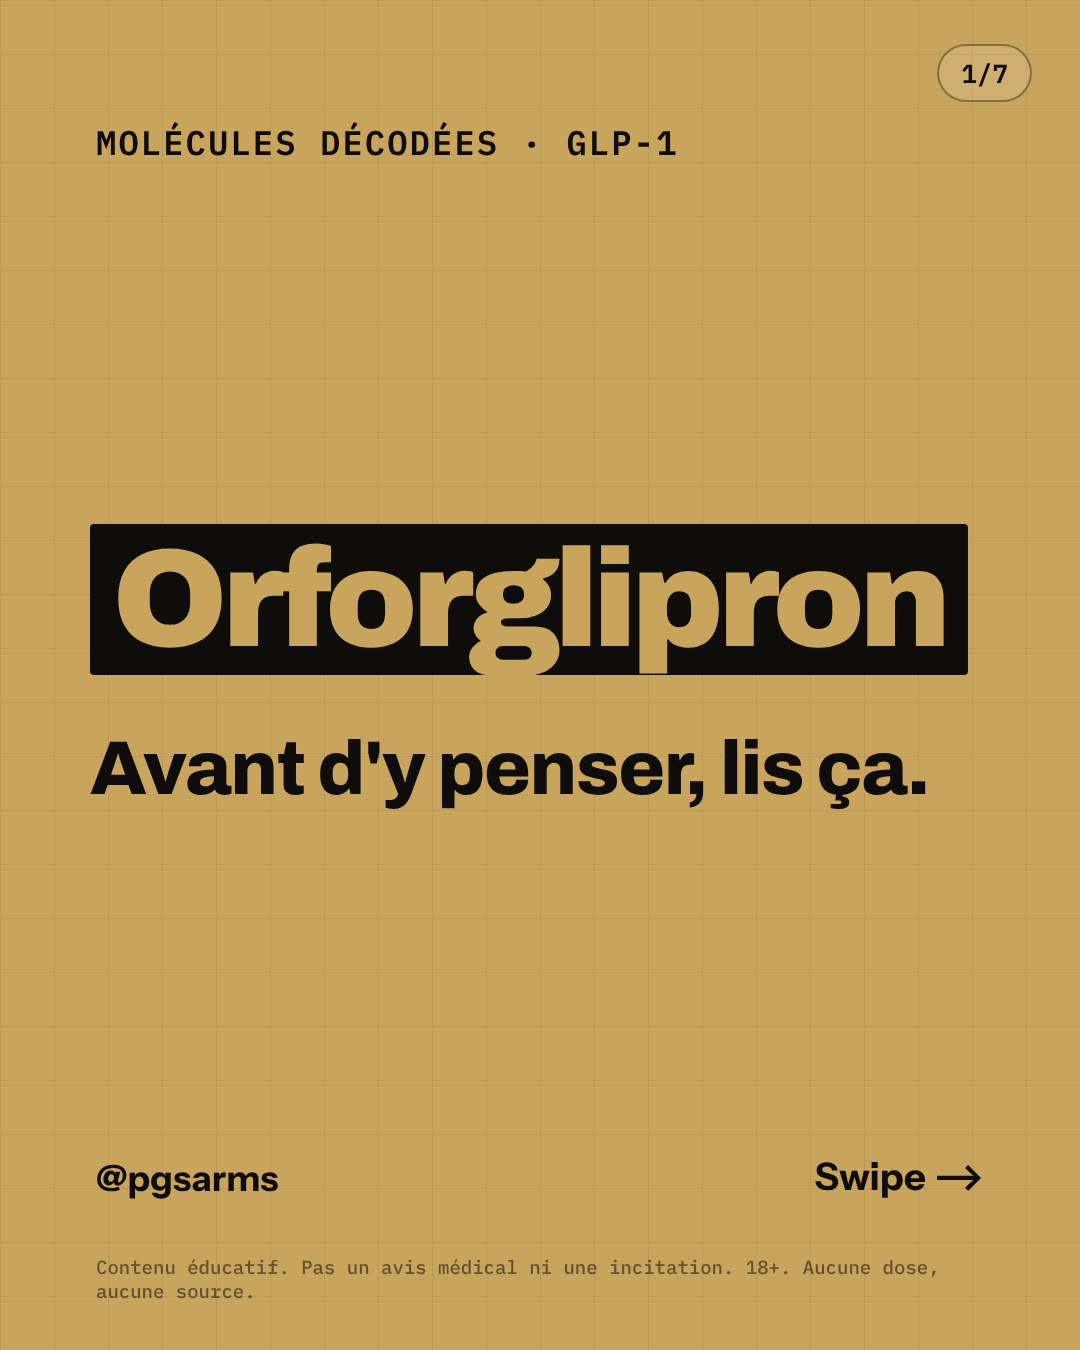 1/7
MOLÉCULES DÉCODÉES · GLP-1
Orforglipron
Avant d'y penser, lis ça.
@pgsarms
Swipe →
Contenu éducatif. Pas un avis médical ni une incitation. 18+. Aucune dose,
aucune source.